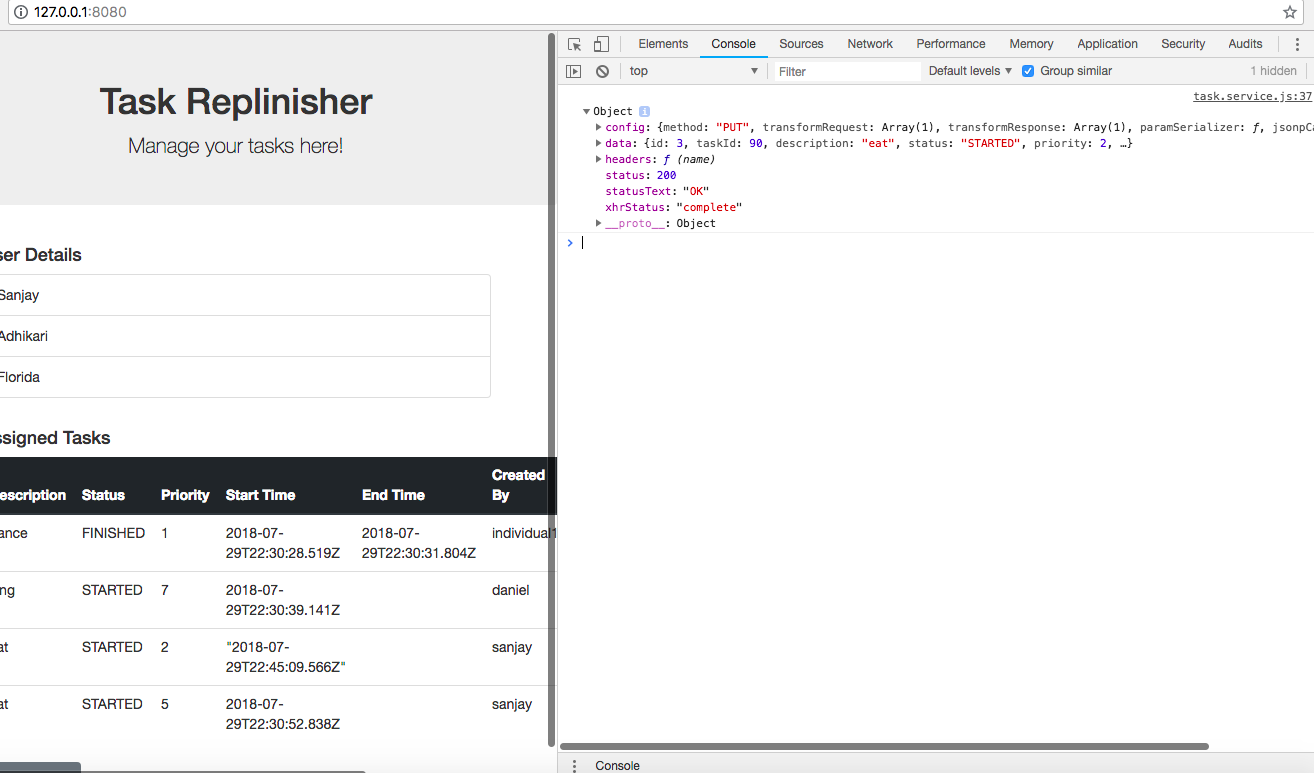 127.0.0.1:8080
Task Replinisher
Manage your tasks here!
ser Details
Sanjay
Adhikari
Florida
ssigned Tasks
escription Status Priority Start Time End Time Created By
ance FINISHED 1 2018-07-29T22:30:28.519Z 2018-07-29T22:30:31.804Z individual1
ng STARTED 7 2018-07-29T22:30:39.141Z daniel
at STARTED 2 "2018-07-29T22:45:09.566Z" sanjay
at STARTED 5 2018-07-29T22:30:52.838Z sanjay
Elements Console Sources Network Performance Memory Application Security Audits
top Filter Default levels Group similar 1 hidden
task.service.js:37
Object
config: {method: "PUT", transformRequest: Array(1), transformResponse: Array(1), paramSerializer: ƒ, jsonpCa
data: {id: 3, taskId: 90, description: "eat", status: "STARTED", priority: 2, …}
headers: ƒ (name)
status: 200
statusText: "OK"
xhrStatus: "complete"
__proto__: Object
Console